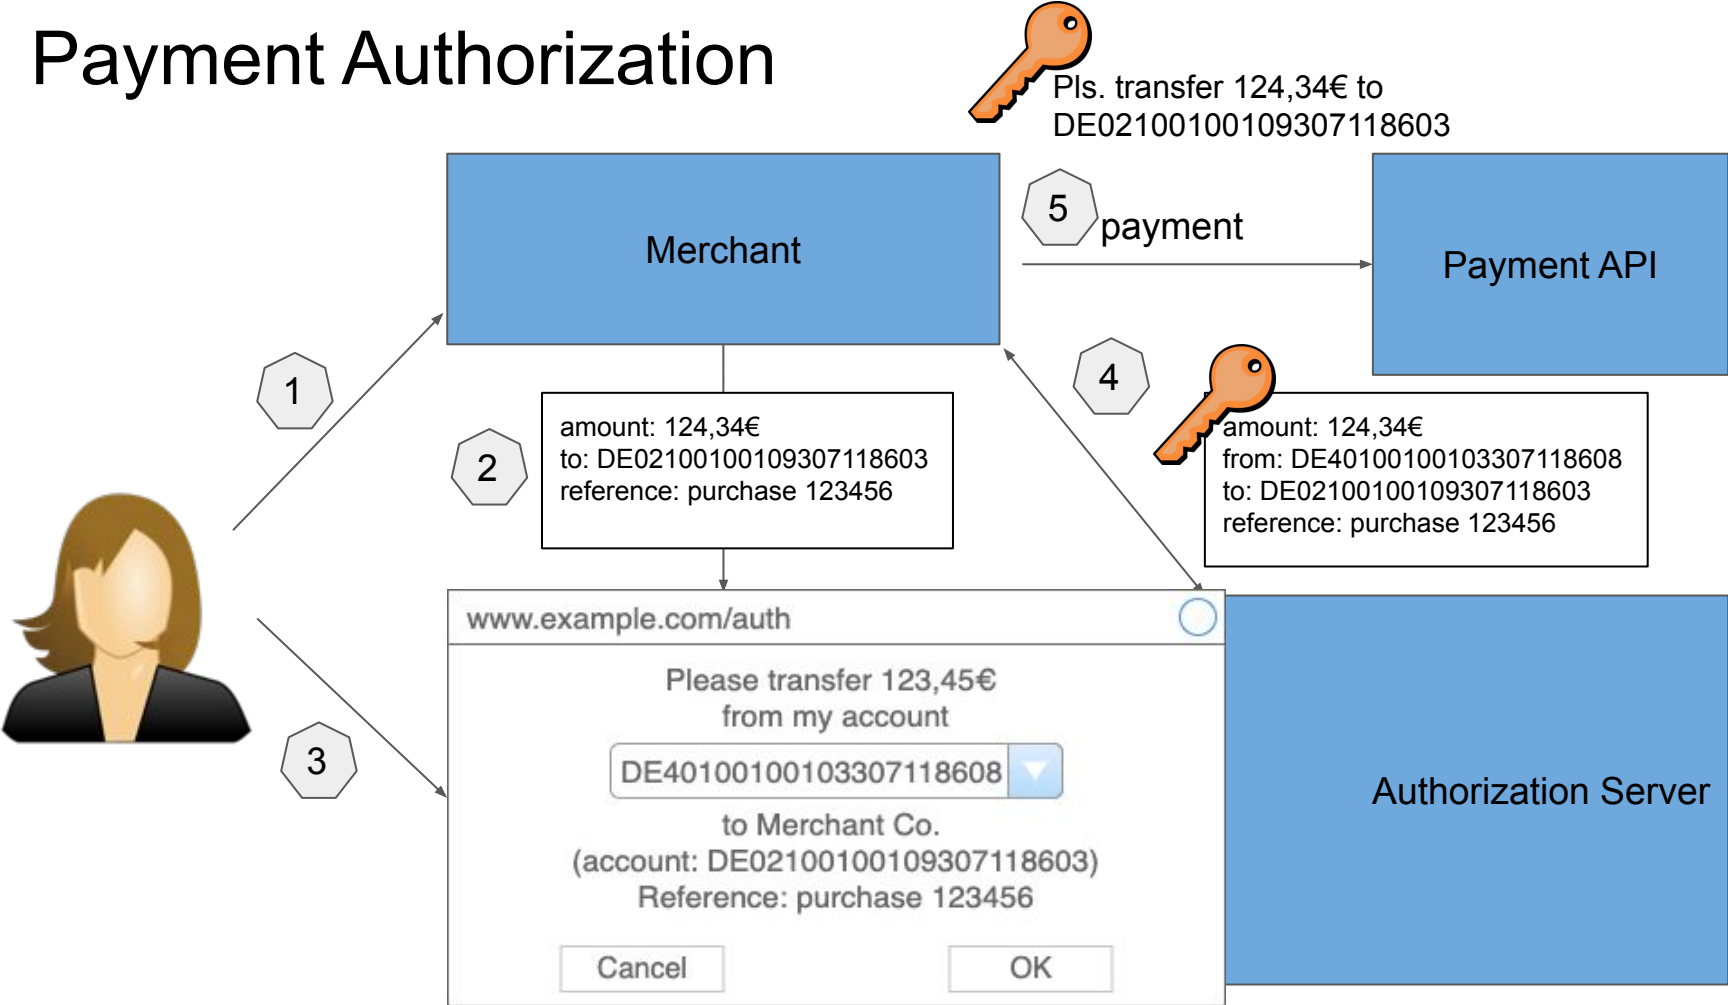 Payment Authorization
Pls. transfer 124,34€ to
DE02100100109307118603
Merchant
5
payment
Payment API
1
4
2
amount: 124,34€
to: DE02100100109307118603
reference: purchase 123456
amount: 124,34€
from: DE40100100103307118608
to: DE02100100109307118603
reference: purchase 123456
www.example.com/auth
Please transfer 123,45€
from my account
DE40100100103307118608
to Merchant Co.
(account: DE02100100109307118603)
Reference: purchase 123456
Cancel
OK
3
Authorization Server